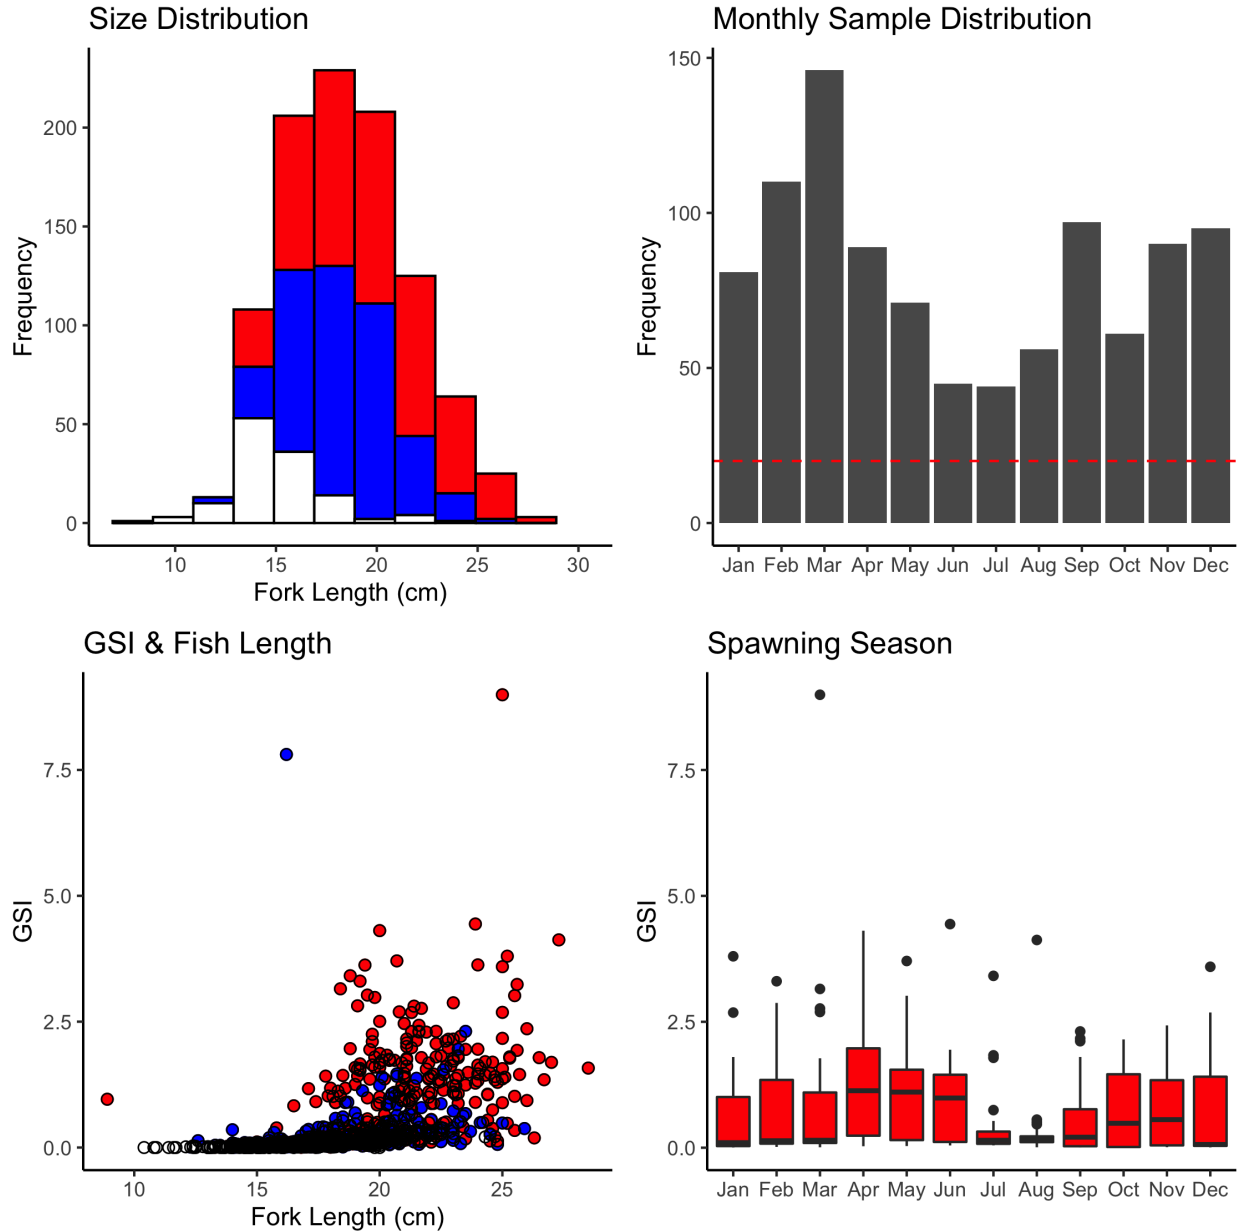 Size Distribution
Frequency
200
150
100
50
0
10 15 20 25 30
Fork Length (cm)
Monthly Sample Distribution
Frequency
150
100
50
0
Jan Feb Mar Apr May Jun Jul Aug Sep Oct Nov Dec
GSI & Fish Length
GSI
7.5
5.0
2.5
0.0
10 15 20 25
Fork Length (cm)
Spawning Season
GSI
7.5
5.0
2.5
0.0
Jan Feb Mar Apr May Jun Jul Aug Sep Oct Nov Dec